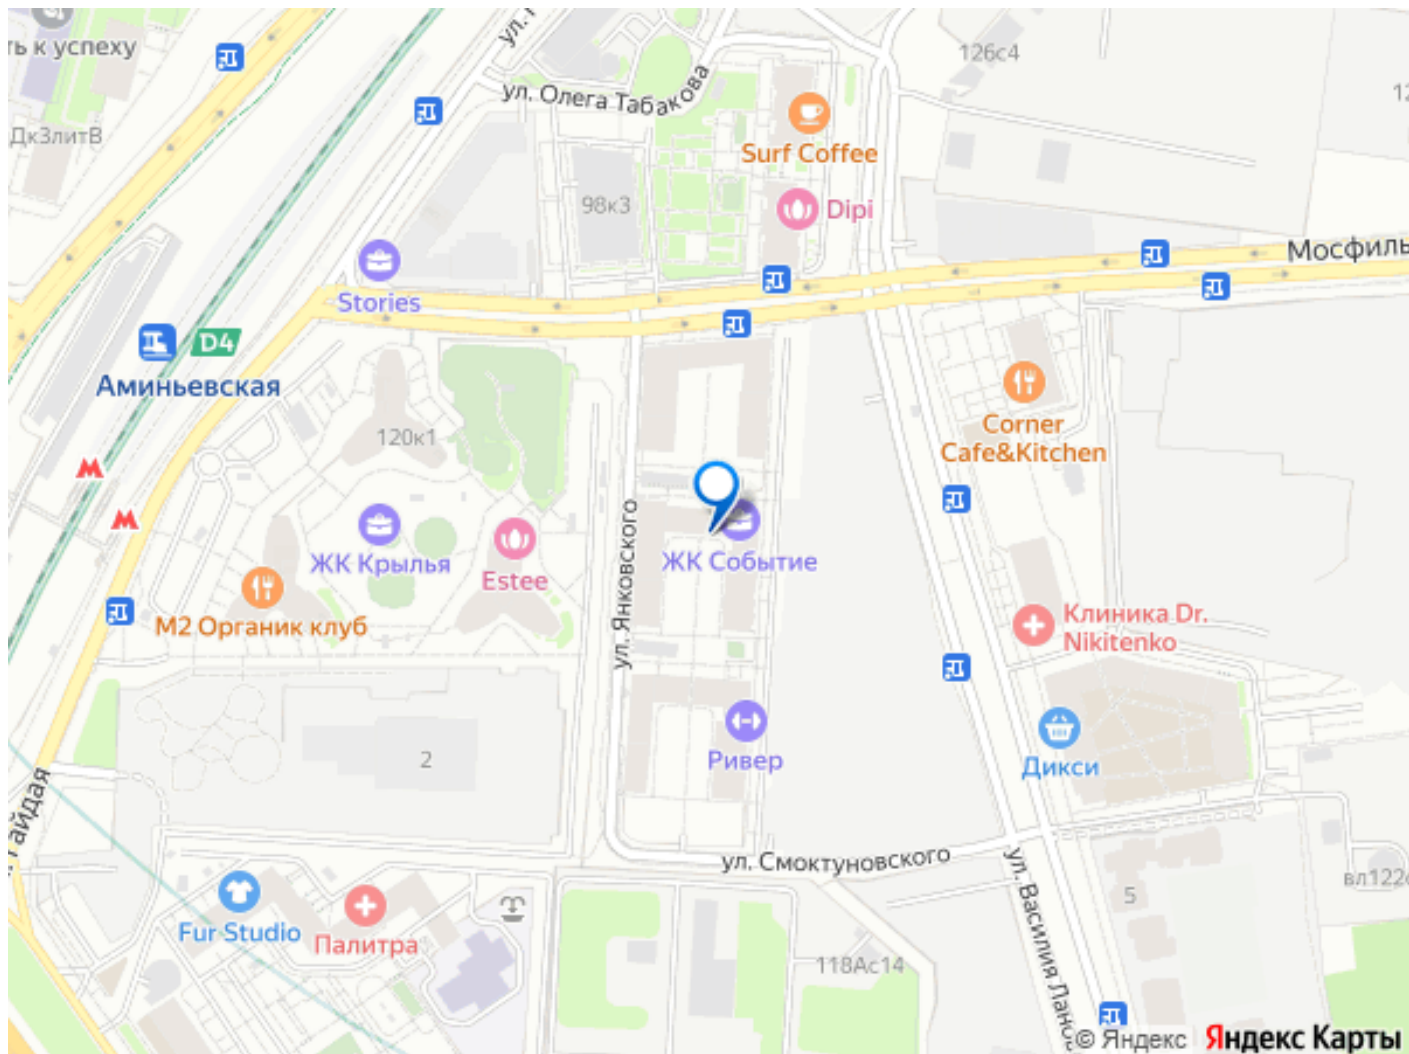 ть к успеху
ДкЗлитВ
ул. Олега Табакова
126с4
Surf Coffee
98к3
Dipi
Stories
Мосфиль
D4
Аминьевская
120к1
Corner
Cafe&Kitchen
ул. Янковского
ЖК Крылья
Estee
ЖК Событие
М2 Органик клуб
Клиника Dr.
Nikitenko
2
Ривер
Дикси
Гайдая
ул. Смоктуновского
ул. Василия Лано
5
вл122
Fur Studio
Палитра
118Ас14
© Яндекс
Яндекс Карты